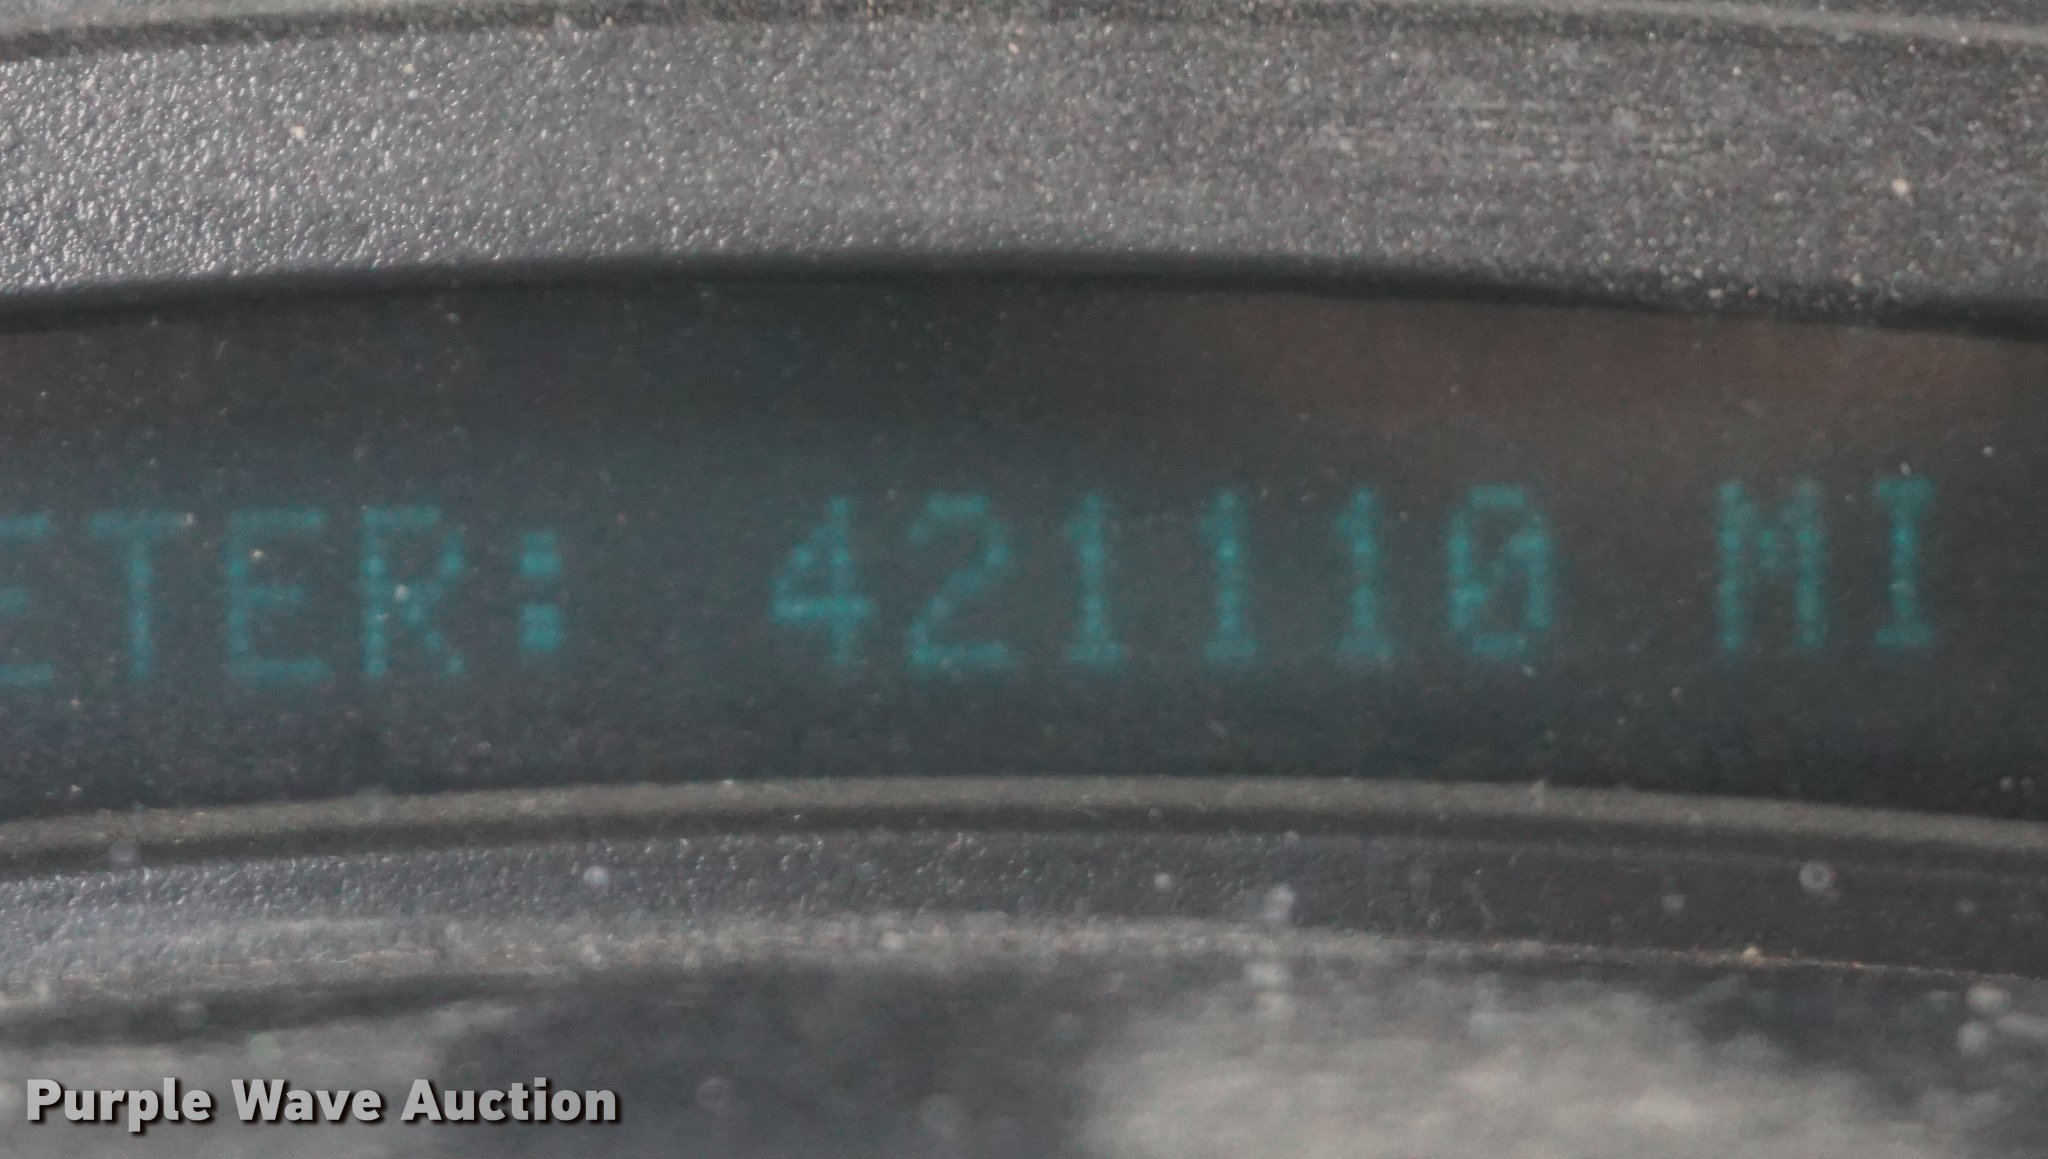 ETER: 421110 MI
Purple Wave Auction